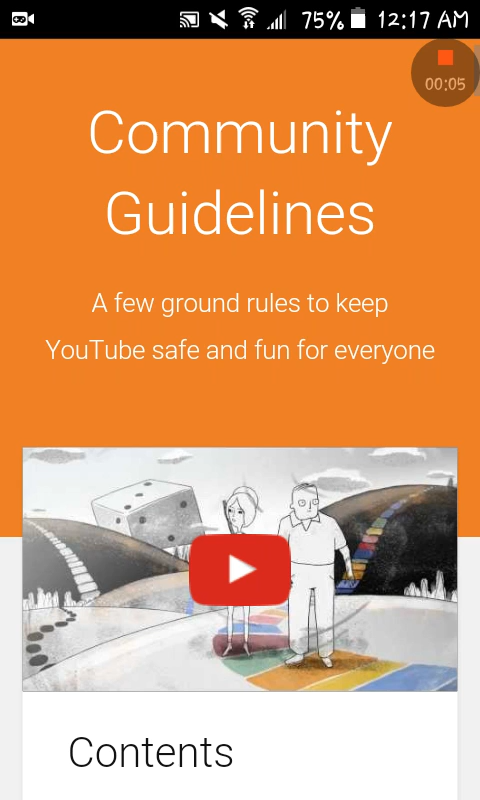 75% 12:17 AM
00:05
Community
Guidelines
A few ground rules to keep
YouTube safe and fun for everyone
Contents